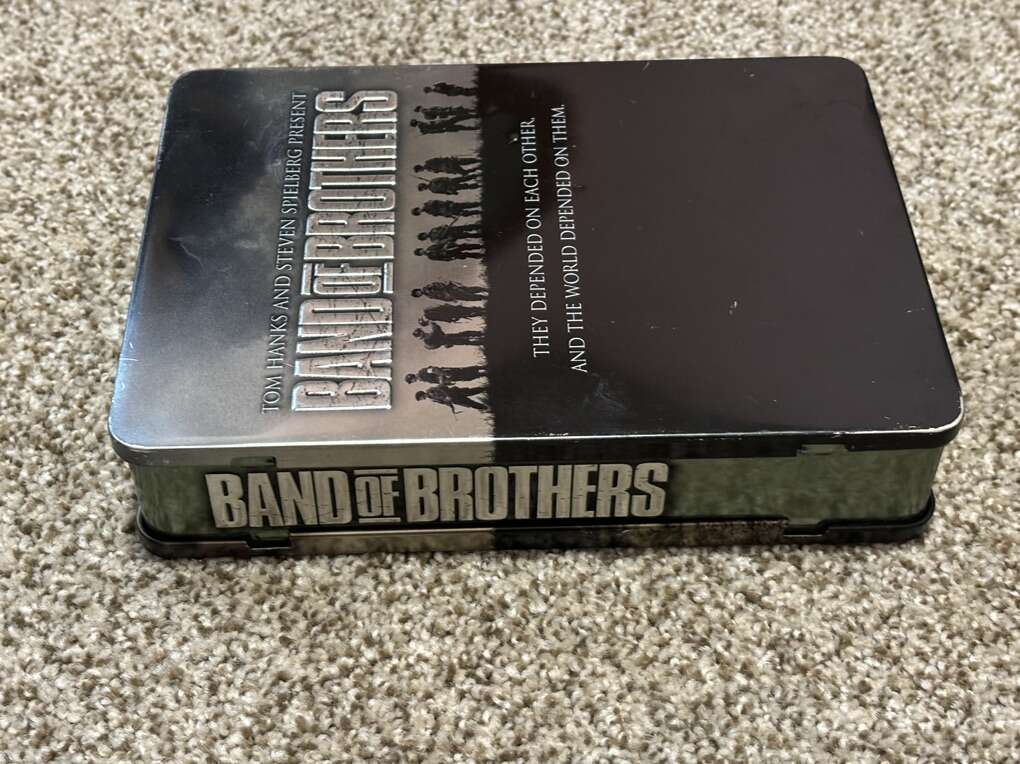 TOM HANKS AND STEVEN SPIELBERG PRESENT
BAND OF BROTHERS
THEY DEPENDED ON EACH OTHER.
AND THE WORLD DEPENDED ON THEM.
BAND OF BROTHERS